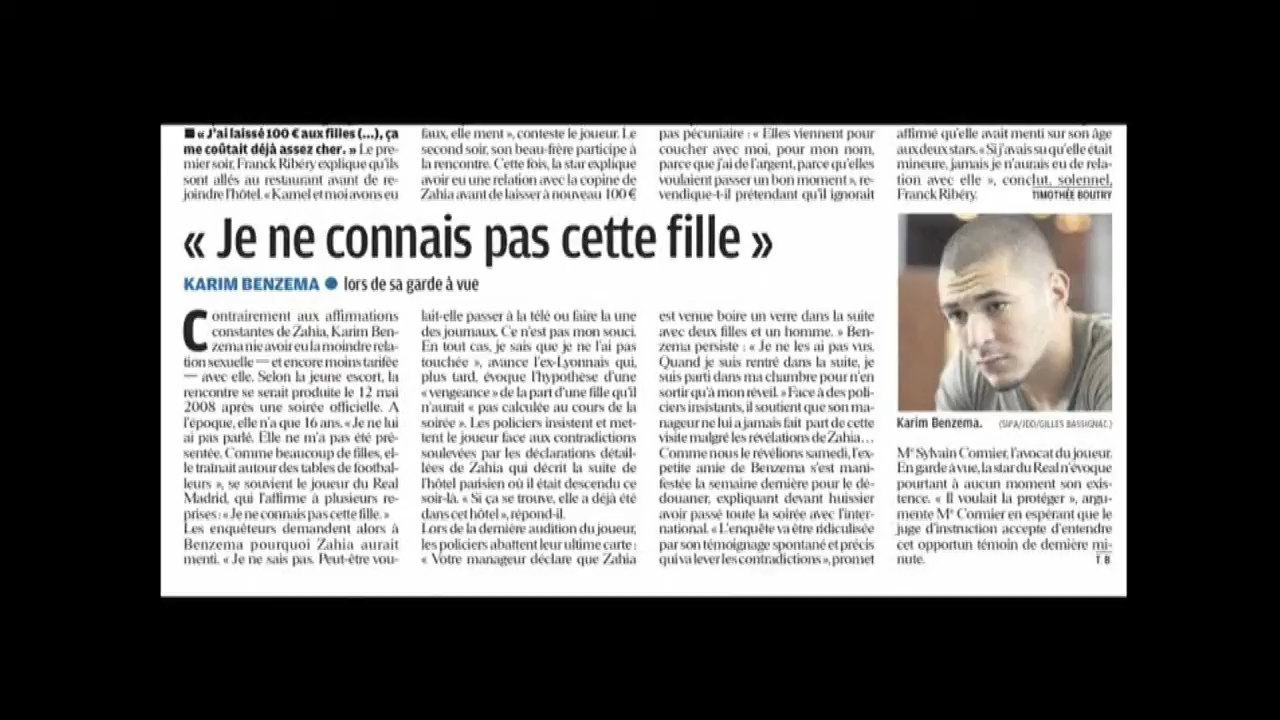 ■ « J'ai laissé 100 € aux filles (...), ça
me coûtait déjà assez cher. » Le pre-
mier soir, Franck Ribéry explique qu'ils
sont allés au restaurant avant de re-
joindre l'hôtel. « Kamel et moi avons eu
faux, elle ment », conteste le joueur. Le
second soir, son beau-frère participe à
la rencontre. Cette fois, la star explique
avoir eu une relation avec la copine de
Zahia avant de laisser à nouveau 100 €
pas pécuniaire : « Elles viennent pour
coucher avec moi, pour mon nom,
parce que j'ai de l'argent, parce qu'elles
voulaient passer un bon moment », re-
vendique-t-il prétendant qu'il ignorait
affirmé qu'elle avait menti sur son âge
aux deux stars. « Si j'avais su qu'elle était
mineure, jamais je n'aurais eu de rela-
tion avec elle », conclut, solennel,
Franck Ribéry. TIMOTHÉE BOUTRY
« Je ne connais pas cette fille »
KARIM BENZEMA ● lors de sa garde à vue
Contrairement aux affirmations
constantes de Zahia, Karim Ben-
zema nie avoir eu la moindre rela-
tion sexuelle — et encore moins tarifée
— avec elle. Selon la jeune escort, la
rencontre se serait produite le 12 mai
2008 après une soirée officielle. A
l'époque, elle n'a que 16 ans. « Je ne lui
ai pas parlé. Elle ne m'a pas été pré-
sentée. Comme beaucoup de filles, el-
le traînait autour des tables de footbal-
leurs », se souvient le joueur du Real
Madrid, qui l'affirme à plusieurs re-
prises : « Je ne connais pas cette fille. »
Les enquêteurs demandent alors à
Benzema pourquoi Zahia aurait
menti. « Je ne sais pas. Peut-être vou-
lait-elle passer à la télé ou faire la une
des journaux. Ce n'est pas mon souci.
En tout cas, je sais que je ne l'ai pas
touchée », avance l'ex-Lyonnais qui,
plus tard, évoque l'hypothèse d'une
« vengeance » de la part d'une fille qu'il
n'aurait « pas calculée au cours de la
soirée ». Les policiers insistent et met-
tent le joueur face aux contradictions
soulevées par les déclarations détail-
lées de Zahia qui décrit la suite de
l'hôtel parisien où il était descendu ce
soir-là. « Si ça se trouve, elle a déjà été
dans cet hôtel », répond-il.
Lors de la dernière audition du joueur,
les policiers abattent leur ultime carte :
« Votre manageur déclare que Zahia
est venue boire un verre dans la suite
avec deux filles et un homme. » Ben-
zema persiste : « Je ne les ai pas vus.
Quand je suis rentré dans la suite, je
suis parti dans ma chambre pour n'en
sortir qu'à mon réveil. » Face à des poli-
ciers insistants, il soutient que son ma-
nageur ne lui a jamais fait part de cette
visite malgré les révélations de Zahia...
Comme nous le révélions samedi, l'ex-
petite amie de Benzema s'est mani-
festée la semaine dernière pour le dé-
douaner, expliquant devant huissier
avoir passé toute la soirée avec l'inter-
national. « L'enquête va être ridiculisée
par son témoignage spontané et précis
qui va lever les contradictions », promet
Karim Benzema. (SIPA/JDD/GILLES BASSIGNAC.)
Me Sylvain Cormier, l'avocat du joueur.
En garde à vue, la star du Real n'évoque
pourtant à aucun moment son exis-
tence. « Il voulait la protéger », argu-
mente Me Cormier en espérant que le
juge d'instruction accepte d'entendre
cet opportun témoin de dernière mi-
nute. T.B.